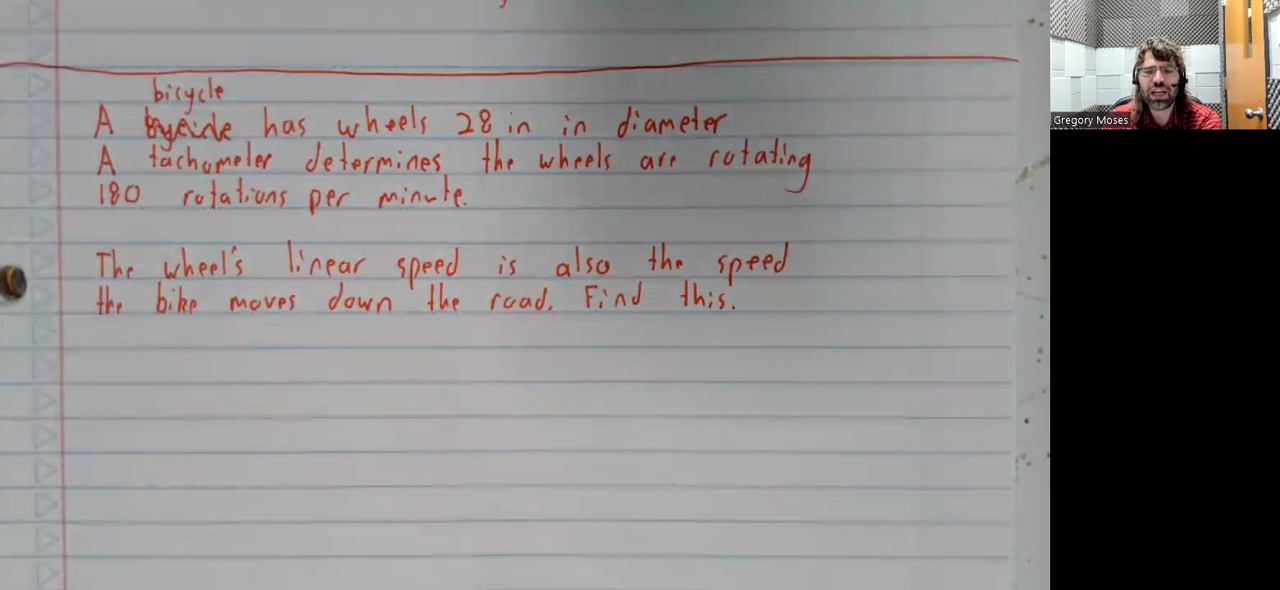 bicycle
A has wheels 28 in in diameter
A tachometer determines the wheels are rotating
180 rotations per minute.
The wheel's linear speed is also the speed
the bike moves down the road. Find this.
Gregory Moses